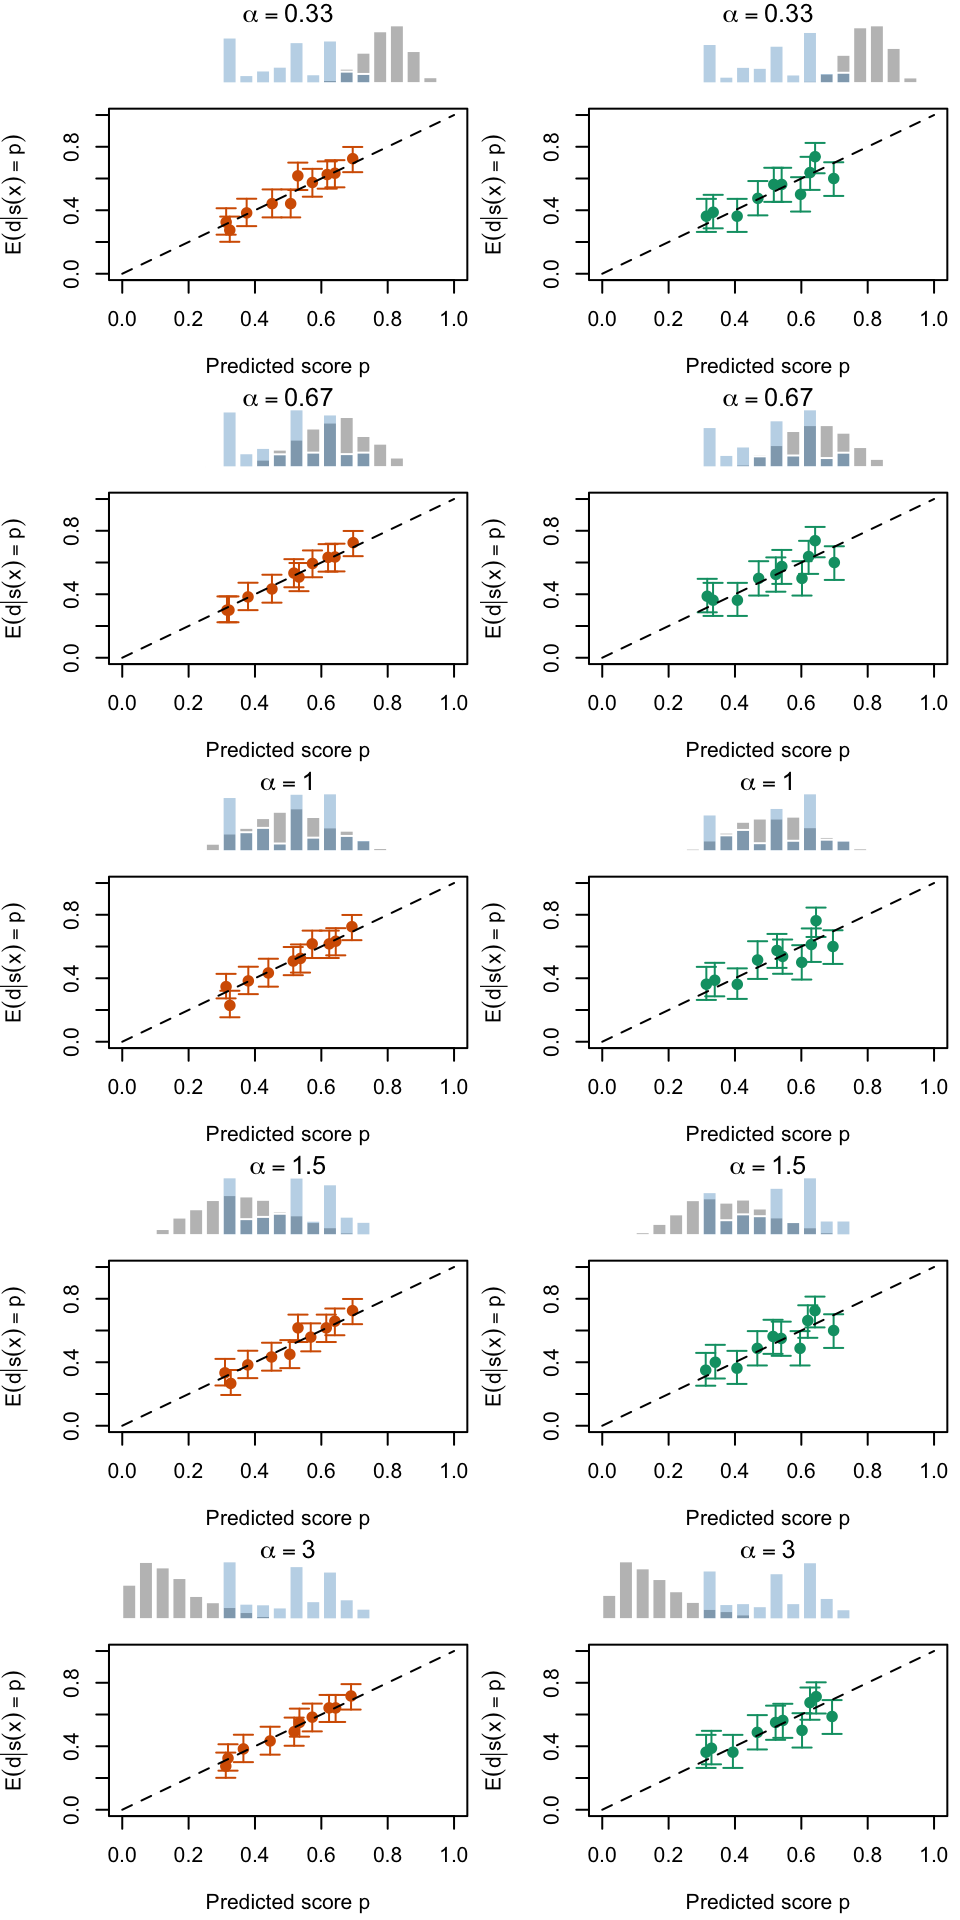 α = 0.33
α = 0.33
E(d|s(x) = p)
0.0 0.4 0.8
E(d|s(x) = p)
0.0 0.4 0.8
0.0 0.2 0.4 0.6 0.8 1.0
0.0 0.2 0.4 0.6 0.8 1.0
Predicted score p
Predicted score p
α = 0.67
α = 0.67
E(d|s(x) = p)
0.0 0.4 0.8
E(d|s(x) = p)
0.0 0.4 0.8
0.0 0.2 0.4 0.6 0.8 1.0
0.0 0.2 0.4 0.6 0.8 1.0
Predicted score p
Predicted score p
α = 1
α = 1
E(d|s(x) = p)
0.0 0.4 0.8
E(d|s(x) = p)
0.0 0.4 0.8
0.0 0.2 0.4 0.6 0.8 1.0
0.0 0.2 0.4 0.6 0.8 1.0
Predicted score p
Predicted score p
α = 1.5
α = 1.5
E(d|s(x) = p)
0.0 0.4 0.8
E(d|s(x) = p)
0.0 0.4 0.8
0.0 0.2 0.4 0.6 0.8 1.0
0.0 0.2 0.4 0.6 0.8 1.0
Predicted score p
Predicted score p
α = 3
α = 3
E(d|s(x) = p)
0.0 0.4 0.8
E(d|s(x) = p)
0.0 0.4 0.8
0.0 0.2 0.4 0.6 0.8 1.0
0.0 0.2 0.4 0.6 0.8 1.0
Predicted score p
Predicted score p